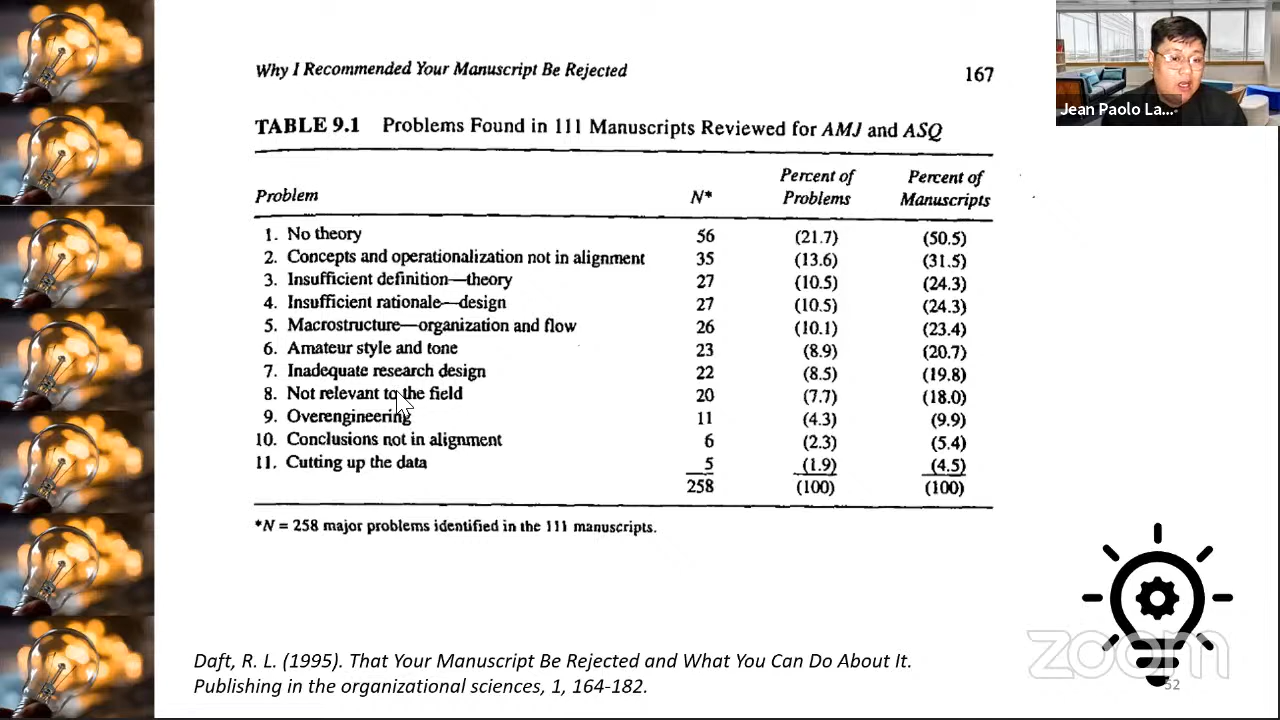 Why I Recommended Your Manuscript Be Rejected 167
TABLE 9.1 Problems Found in 111 Manuscripts Reviewed for AMJ and ASQ
Problem N* Percent of Problems Percent of Manuscripts
1. No theory 56 (21.7) (50.5)
2. Concepts and operationalization not in alignment 35 (13.6) (31.5)
3. Insufficient definition—theory 27 (10.5) (24.3)
4. Insufficient rationale—design 27 (10.5) (24.3)
5. Macrostructure—organization and flow 26 (10.1) (23.4)
6. Amateur style and tone 23 (8.9) (20.7)
7. Inadequate research design 22 (8.5) (19.8)
8. Not relevant to the field 20 (7.7) (18.0)
9. Overengineering 11 (4.3) (9.9)
10. Conclusions not in alignment 6 (2.3) (5.4)
11. Cutting up the data 5 (1.9) (4.5)
258 (100) (100)
*N = 258 major problems identified in the 111 manuscripts.
Daft, R. L. (1995). That Your Manuscript Be Rejected and What You Can Do About It.
Publishing in the organizational sciences, 1, 164-182.
Jean Paolo La...
zoom
52